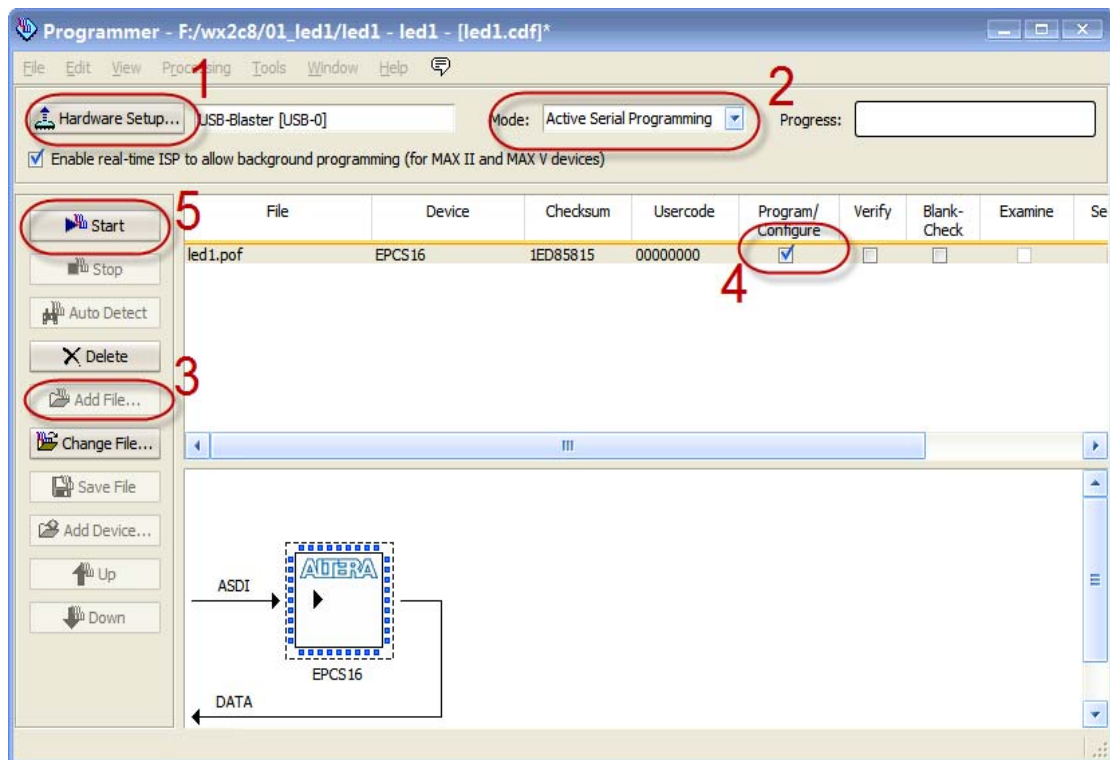 Programmer - F:/wx2c8/01_led1/led1 - led1 - [led1.cdf]*
File Edit View Processing Tools Window Help
1
2
Hardware Setup... USB-Blaster [USB-0] Mode: Active Serial Programming Progress:
Enable real-time ISP to allow background programming (for MAX II and MAX V devices)
5
Start
File Device Checksum Usercode Program/ Configure Verify Blank- Check Examine Se
led1.pof EPCS16 1ED85815 00000000
4
Stop
Auto Detect
Delete
3
Add File...
Change File...
Save File
Add Device...
Up
Down
ALTERA
ASDI
EPCS16
DATA